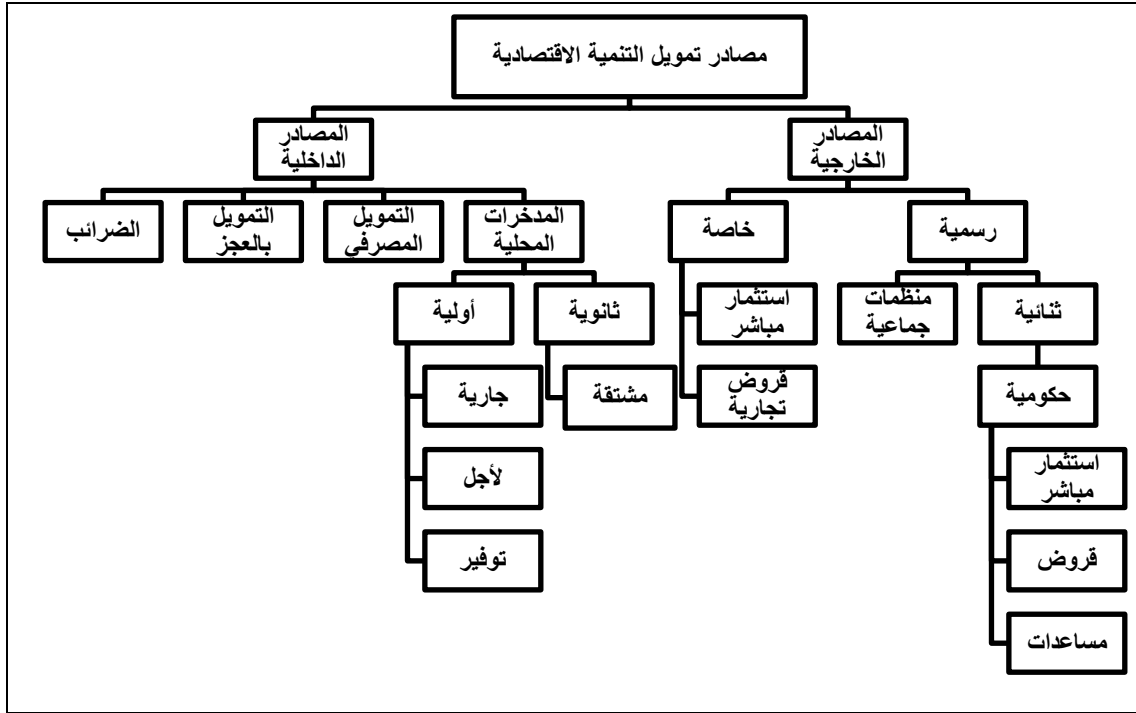 مصادر تمويل التنمية الاقتصادية
المصادر
الخارجية
المصادر
الداخلية
رسمية
خاصة
المدخرات
المحلية
التمويل
المصرفي
التمويل
بالعجز
الضرائب
ثنائية
منظمات
جماعية
استثمار
مباشر
ثانوية
أولية
حكومية
قروض
تجارية
مشتقة
جارية
استثمار
مباشر
لأجل
قروض
توفير
مساعدات